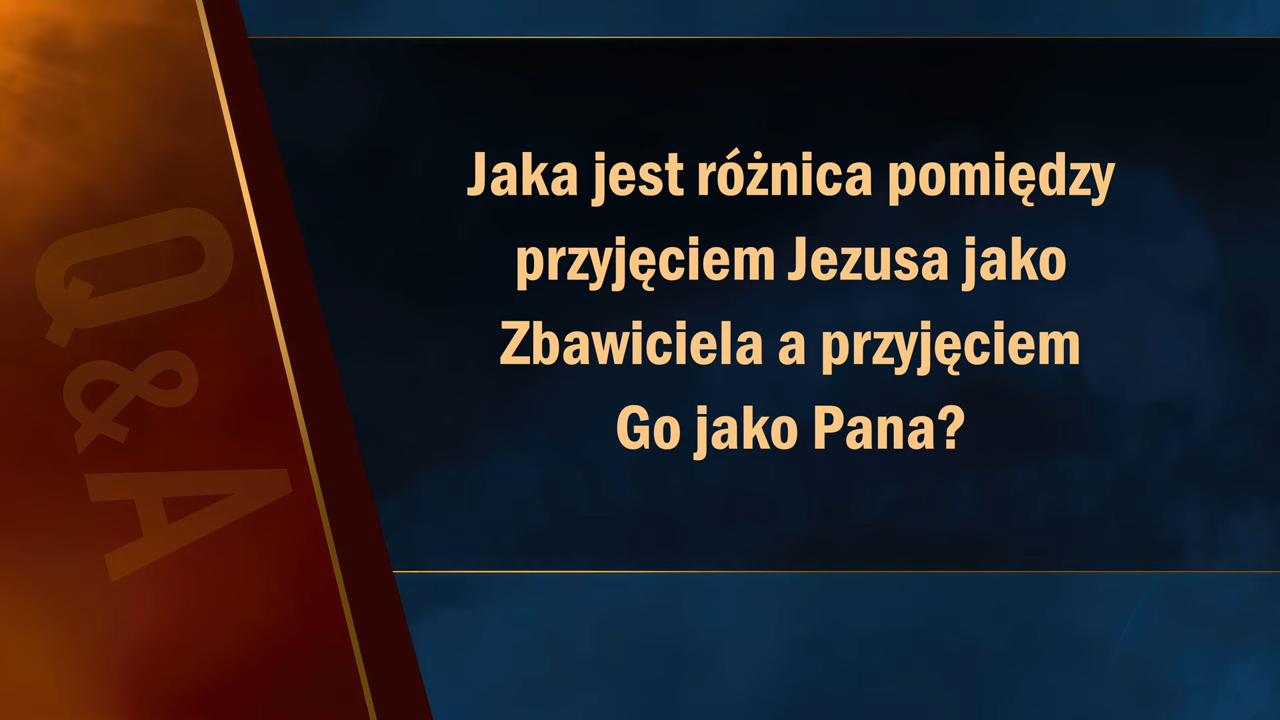 Jaka jest różnica pomiędzy
przyjęciem Jezusa jako
Zbawiciela a przyjęciem
Go jako Pana?
Q&A